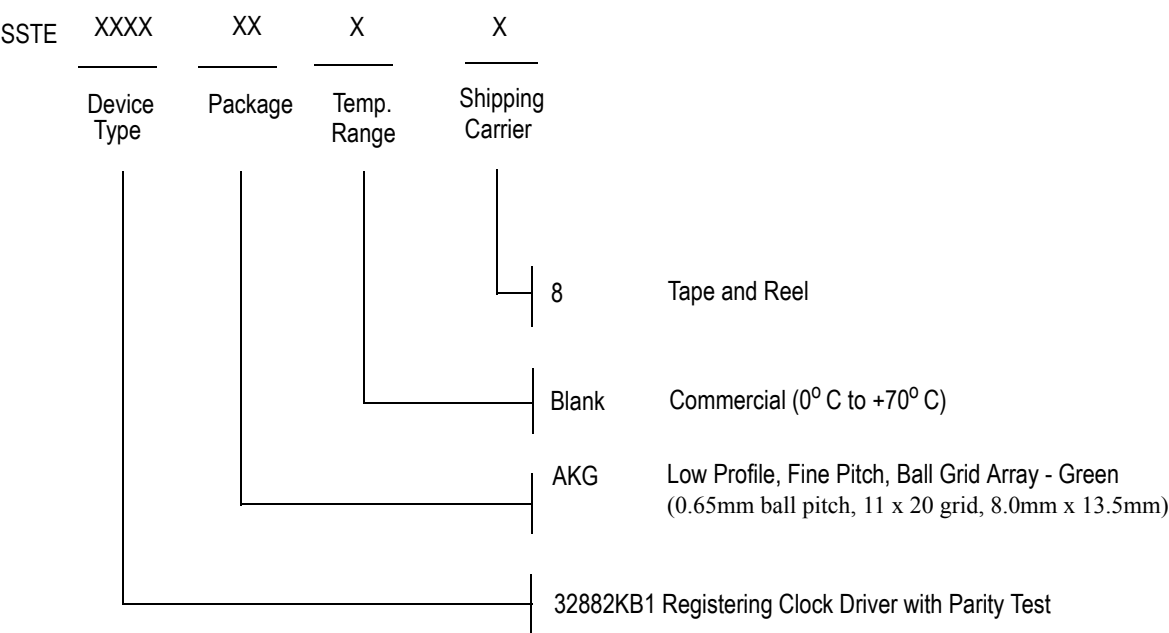 SSTE XXXX XX X X
Device Type
Package
Temp. Range
Shipping Carrier
8 Tape and Reel
Blank Commercial (0º C to +70º C)
AKG Low Profile, Fine Pitch, Ball Grid Array - Green
(0.65mm ball pitch, 11 x 20 grid, 8.0mm x 13.5mm)
32882KB1 Registering Clock Driver with Parity Test